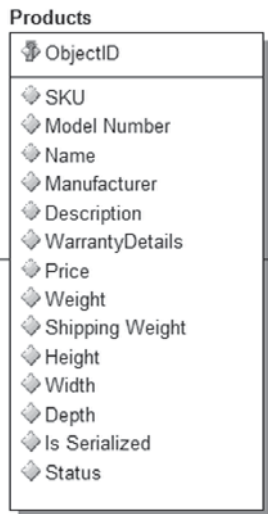 Products
ObjectID
SKU
Model Number
Name
Manufacturer
Description
WarrantyDetails
Price
Weight
Shipping Weight
Height
Width
Depth
Is Serialized
Status